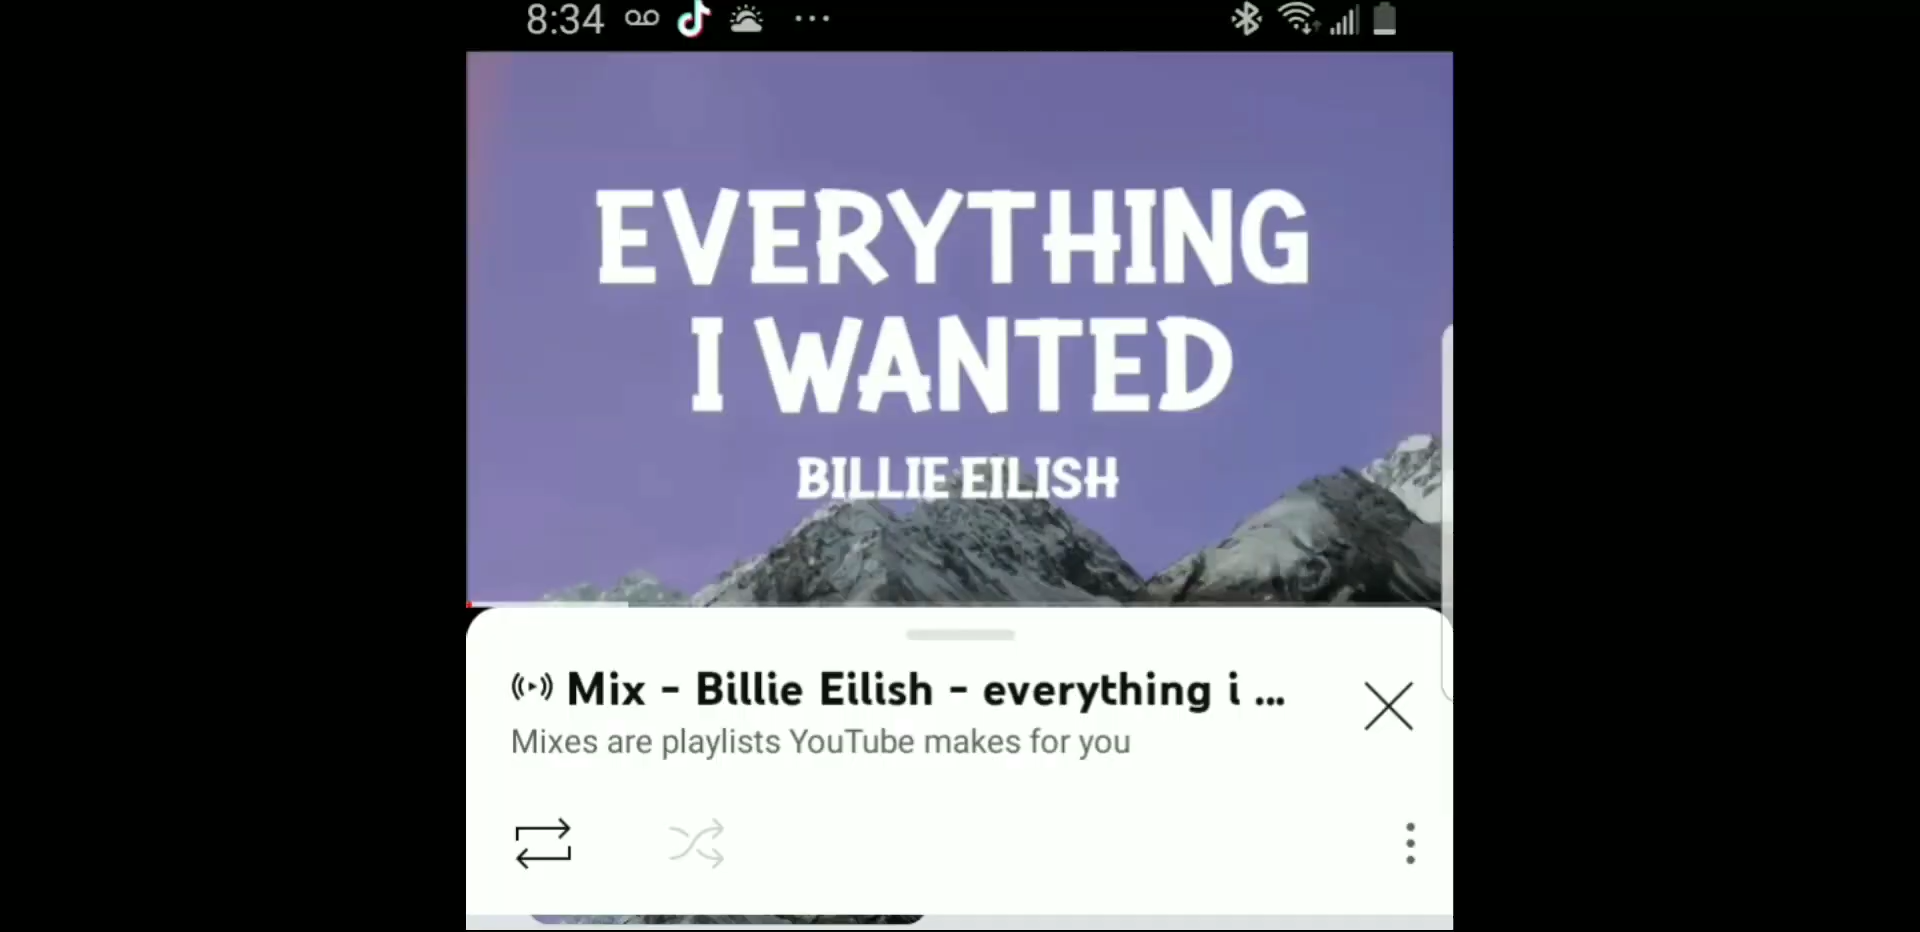 8:34
EVERYTHING
I WANTED
BILLIE EILISH
Mix - Billie Eilish - everything i ...
Mixes are playlists YouTube makes for you